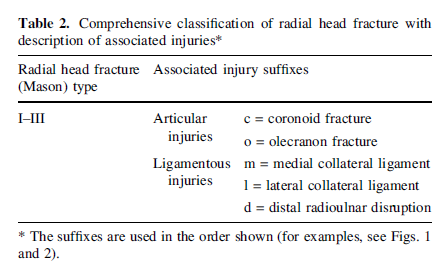 Table 2. Comprehensive classification of radial head fracture with
description of associated injuries*
Radial head fracture Associated injury suffixes
(Mason) type
I–III Articular c = coronoid fracture
injuries o = olecranon fracture
Ligamentous m = medial collateral ligament
injuries l = lateral collateral ligament
d = distal radioulnar disruption
* The suffixes are used in the order shown (for examples, see Figs. 1
and 2).